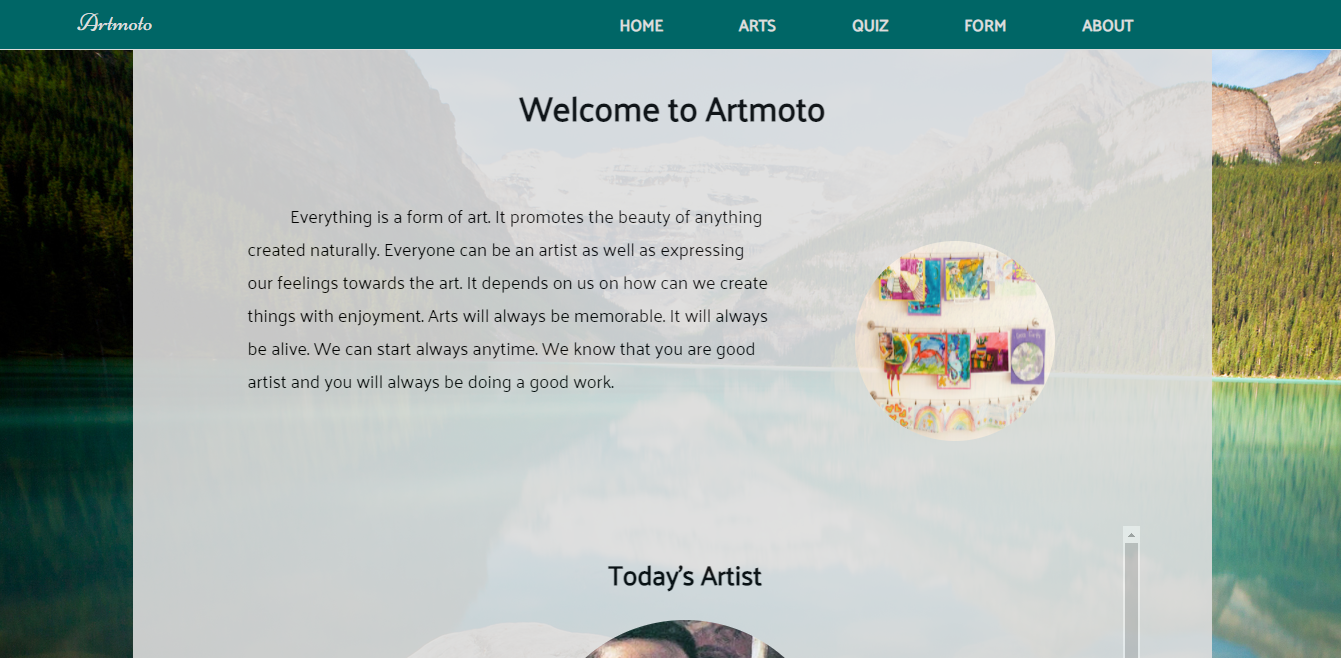 Artmoto
HOME ARTS QUIZ FORM ABOUT
Welcome to Artmoto
Everything is a form of art. It promotes the beauty of anything
created naturally. Everyone can be an artist as well as expressing
our feelings towards the art. It depends on us on how can we create
things with enjoyment. Arts will always be memorable. It will always
be alive. We can start always anytime. We know that you are good
artist and you will always be doing a good work.
Today's Artist